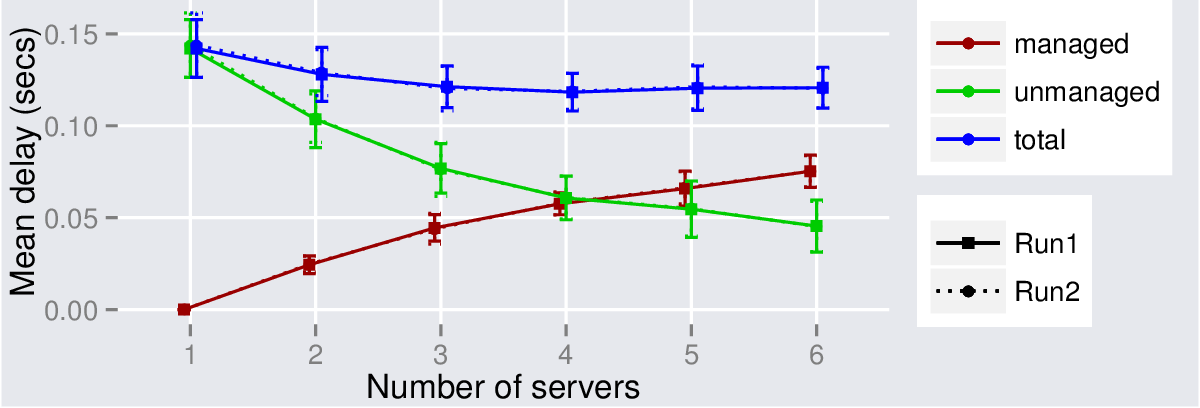 Mean delay (secs)
0.15
0.10
0.05
0.00
1 2 3 4 5 6
Number of servers
managed
unmanaged
total
Run1
Run2